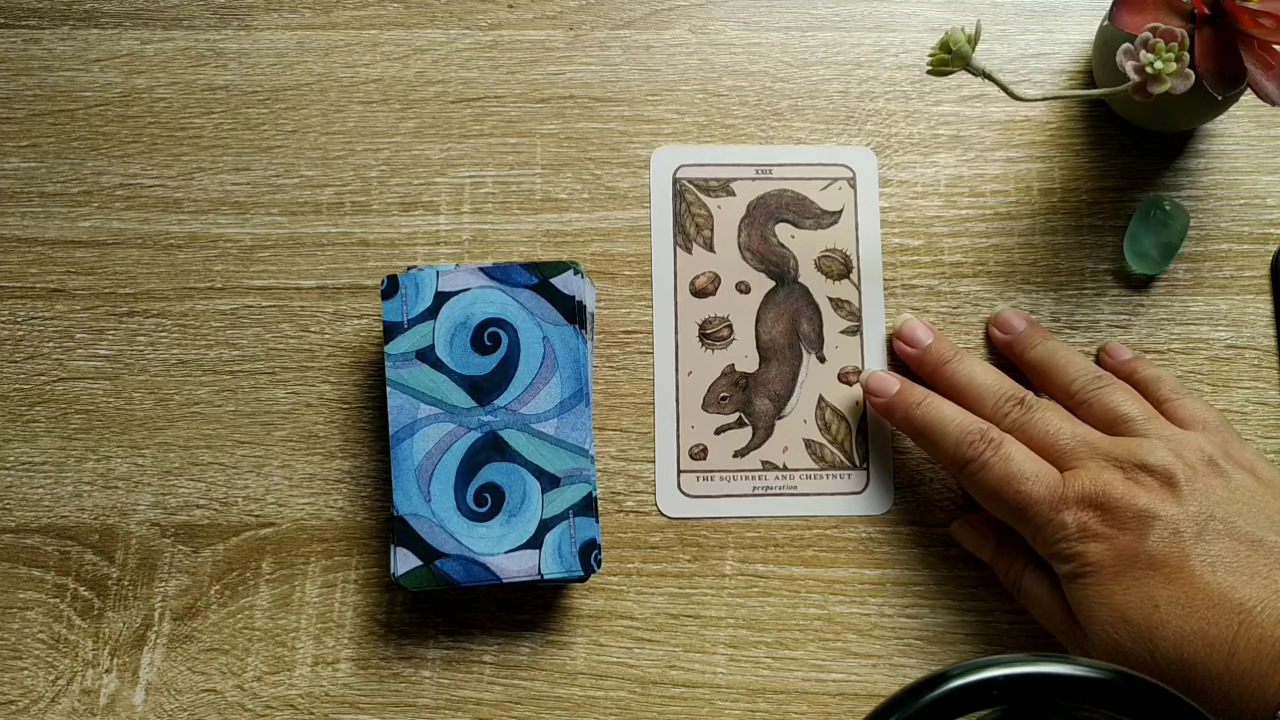 XXIX
THE SQUIRREL AND CHESTNUT
preparation